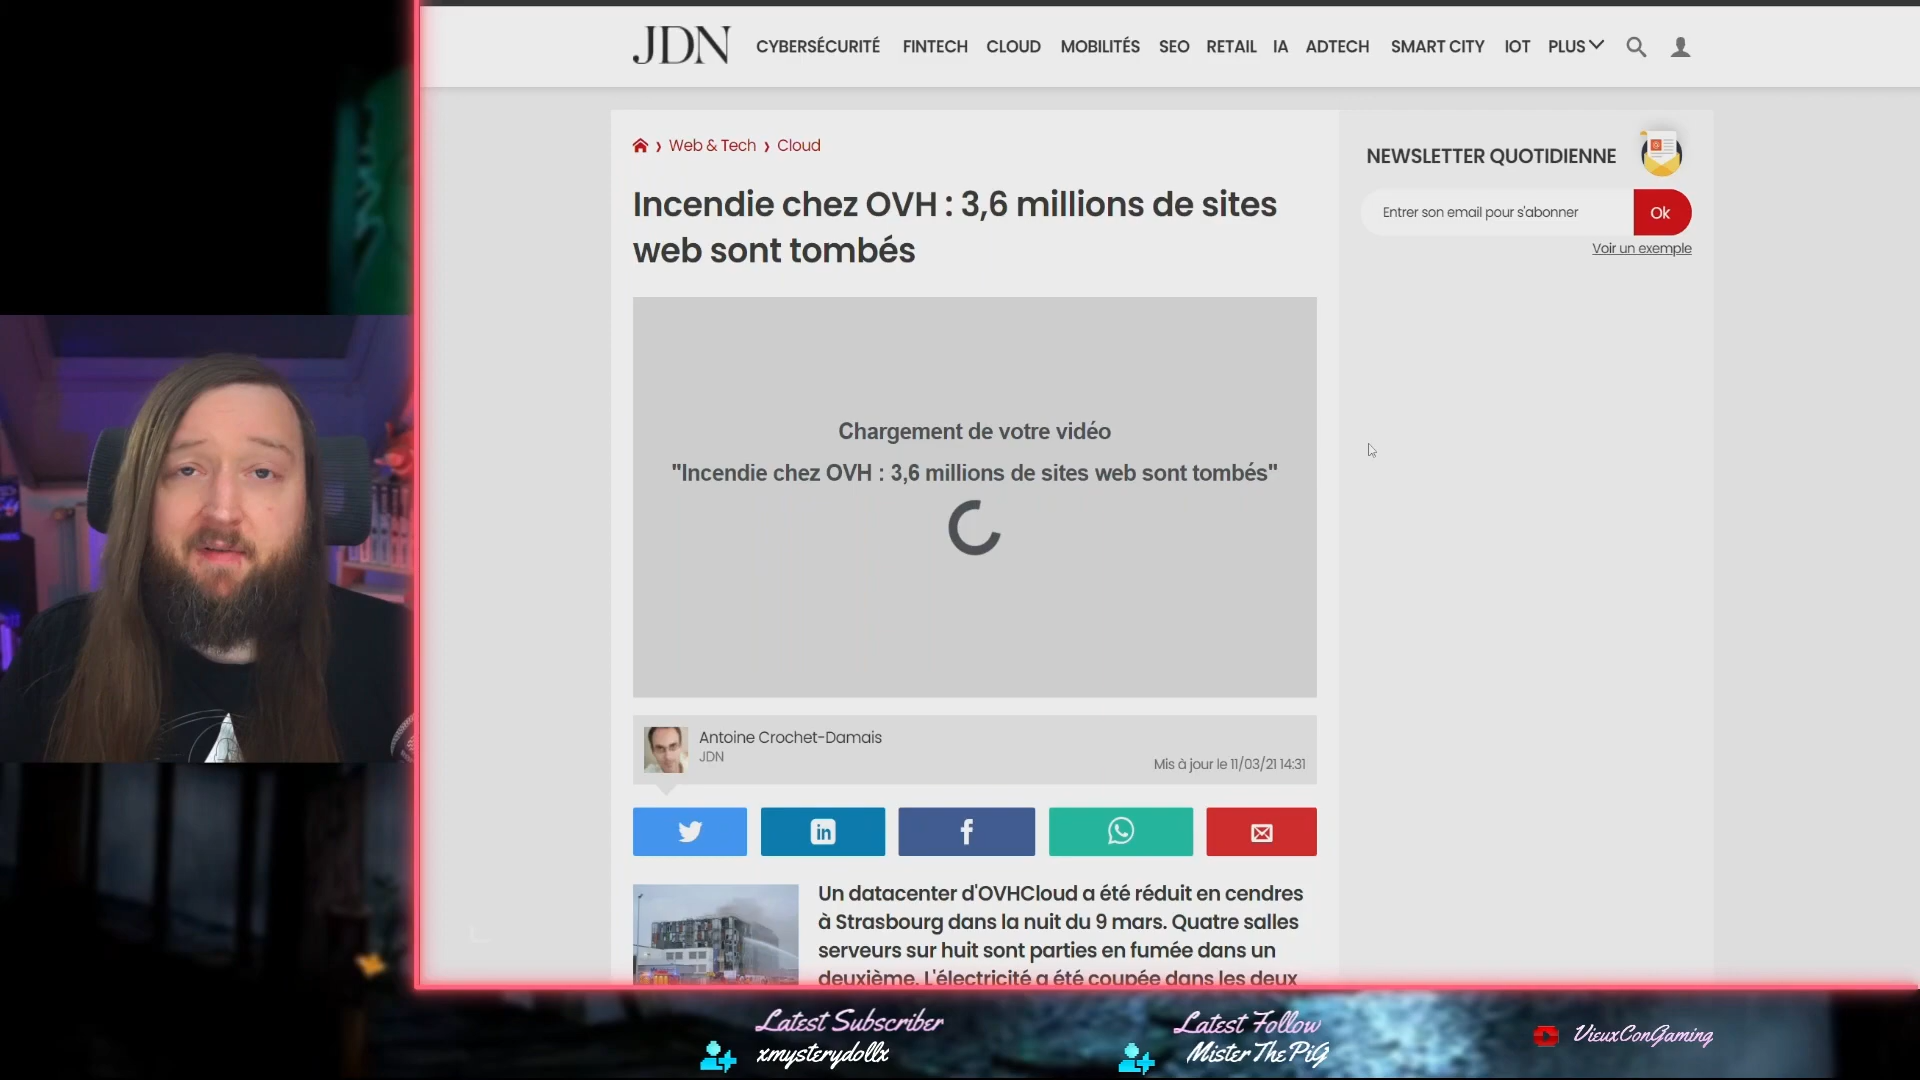 JDN
CYBERSÉCURITÉ FINTECH CLOUD MOBILITÉS SEO RETAIL IA ADTECH SMART CITY IOT PLUS
Web & Tech › Cloud
Incendie chez OVH : 3,6 millions de sites
web sont tombés
Chargement de votre vidéo
"Incendie chez OVH : 3,6 millions de sites web sont tombés"
Antoine Crochet-Damais
JDN
Mis à jour le 11/03/21 14:31
Un datacenter d'OVHCloud a été réduit en cendres
à Strasbourg dans la nuit du 9 mars. Quatre salles
serveurs sur huit sont parties en fumée dans un
deuxième. L'électricité a été coupée dans les deux
NEWSLETTER QUOTIDIENNE
Entrer son email pour s'abonner
Ok
Voir un exemple
Latest Subscriber
xmysterydollx
Latest Follow
MisterThePiG
VieuxConGaming